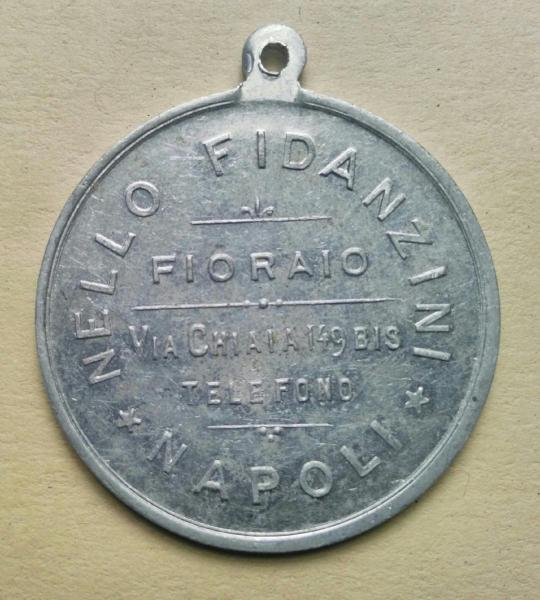 NELLO FIDANZINI
FIORAIO
VIA CHIAIA 149 BIS
TELEFONO
★ NAPOLI ★